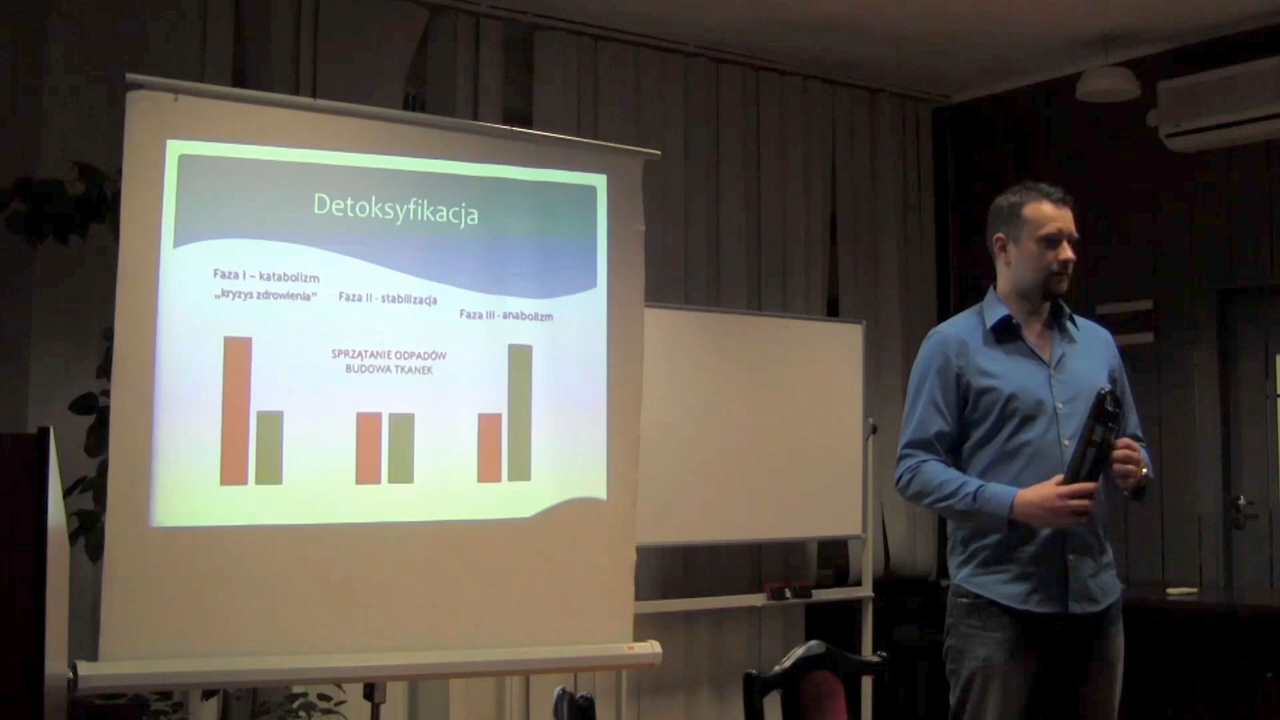 Detoksyfikacja
Faza I – katabolizm
„kryzys zdrowienia”
Faza II - stabilizacja
Faza III - anabolizm
SPRZĄTANIE ODPADÓW
BUDOWA TKANEK